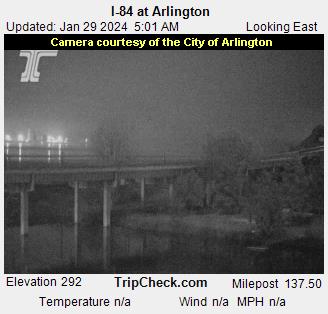 I-84 at Arlington
Updated: Jan 29 2024 5:01 AM Looking East
Camera courtesy of the City of Arlington
Elevation 292 TripCheck.com Milepost 137.50
Temperature n/a Wind n/a MPH n/a